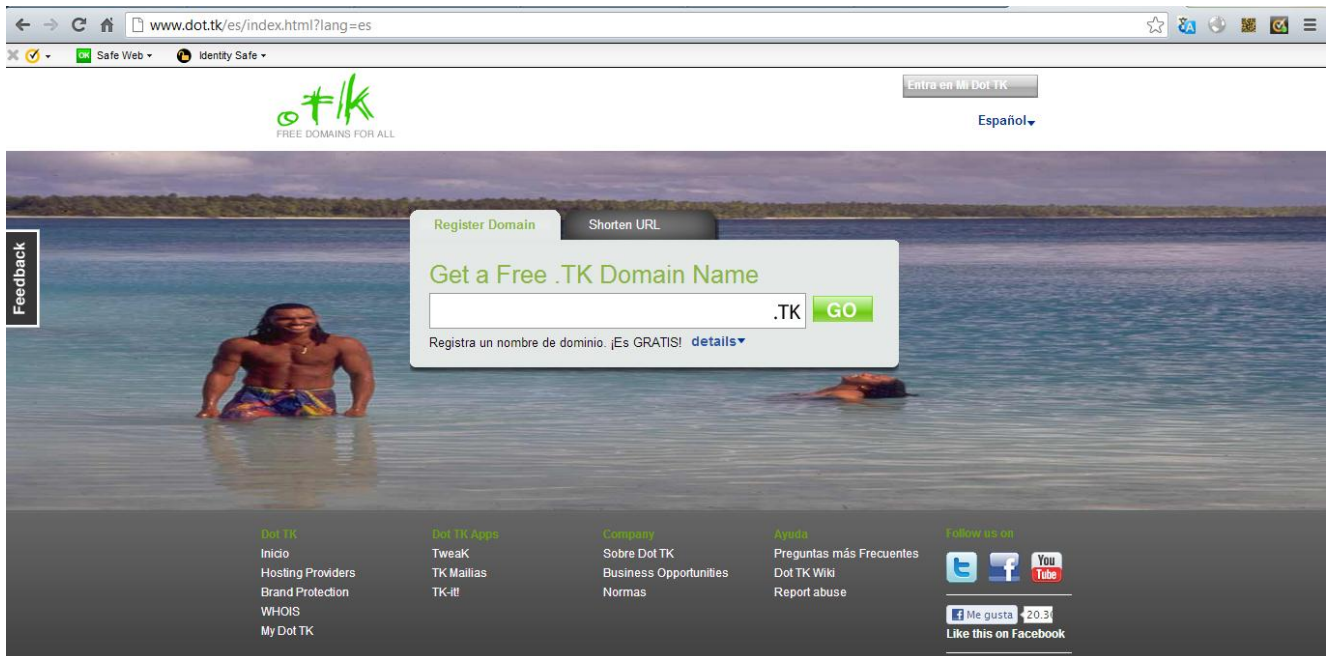 www.dot.tk/es/index.html?lang=es
OK Safe Web
Identity Safe
.tk
FREE DOMAINS FOR ALL
Entra en Mi Dot TK
Español
Feedback
Register Domain
Shorten URL
Get a Free .TK Domain Name
.TK
GO
Registra un nombre de dominio. ¡Es GRATIS! details
Dot TK
Inicio
Hosting Providers
Brand Protection
WHOIS
My Dot TK
Dot TK Apps
TweaK
TK Mailias
TK-it!
Company
Sobre Dot TK
Business Opportunities
Normas
Ayuda
Preguntas más Frecuentes
Dot TK Wiki
Report abuse
Follow us on
You
Tube
Me gusta
Like this on Facebook